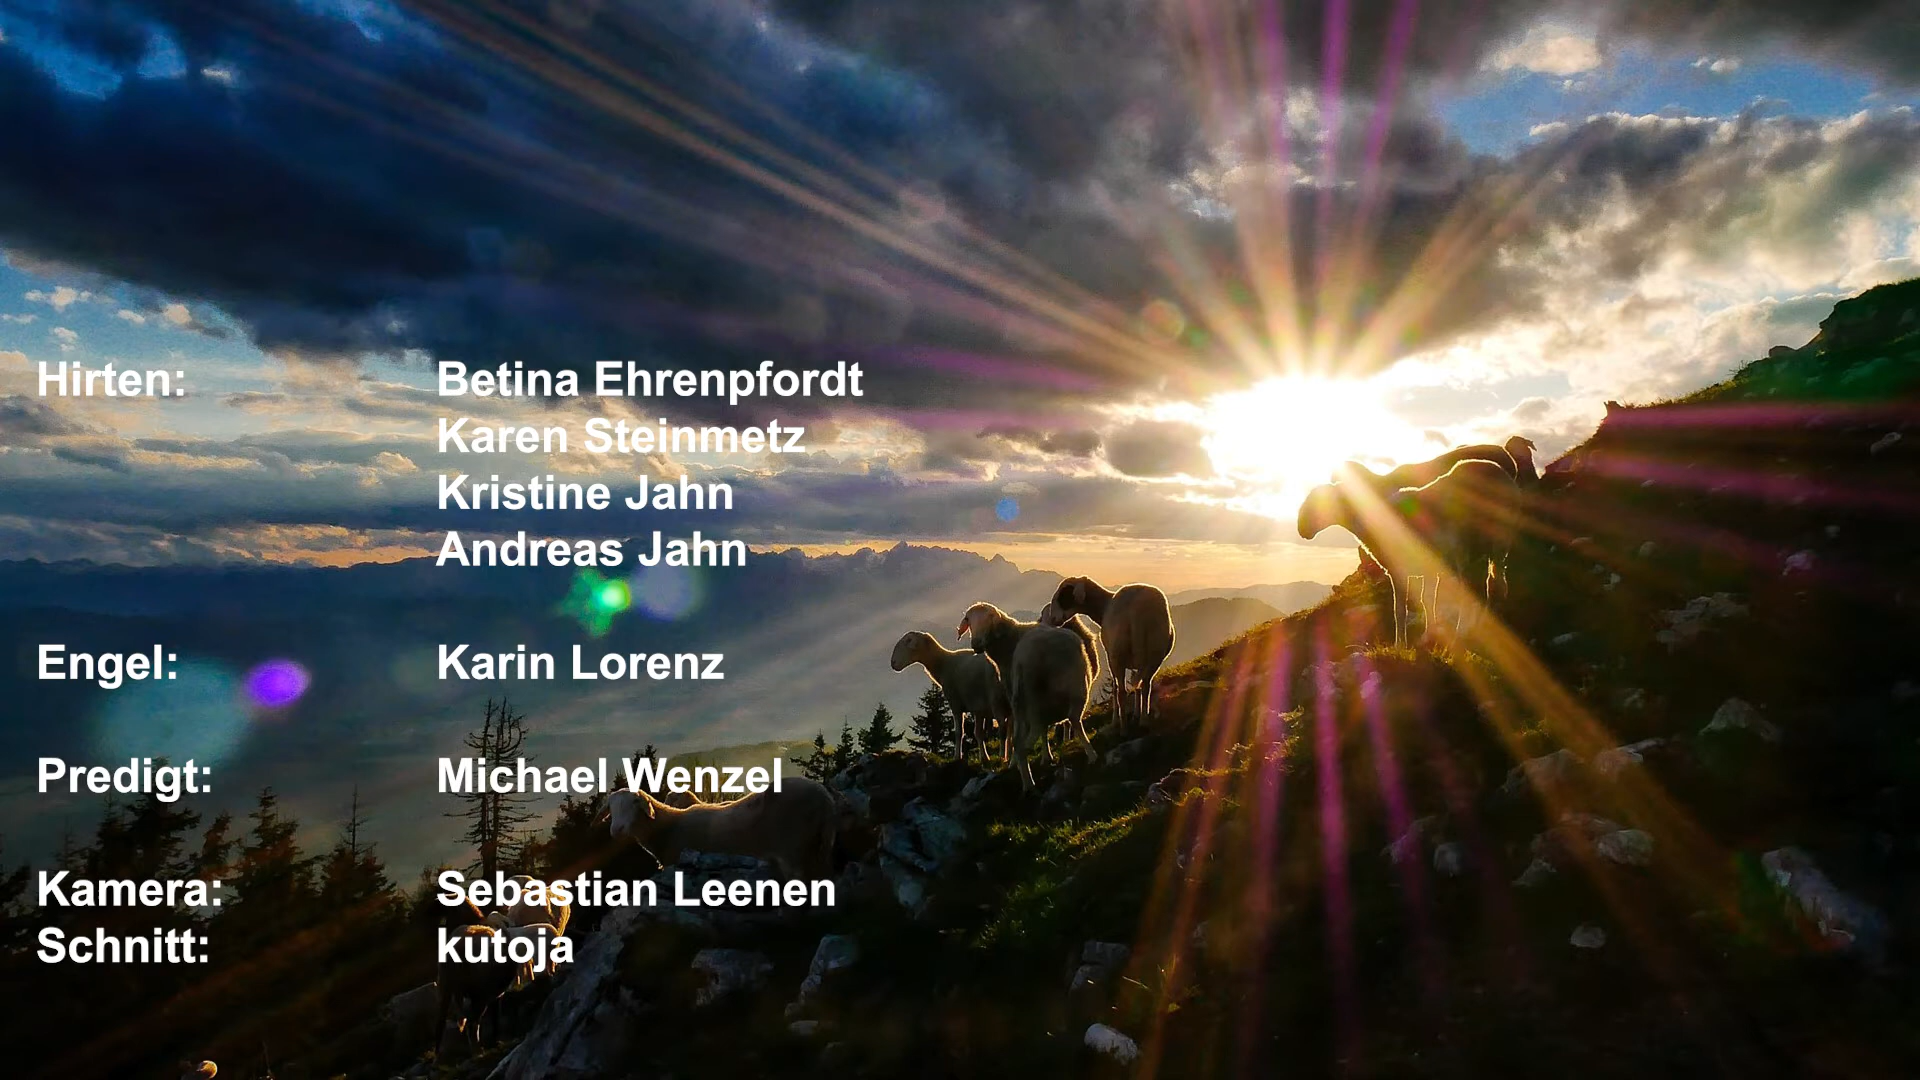 Hirten: Betina Ehrenpfordt
Karen Steinmetz
Kristine Jahn
Andreas Jahn
Engel: Karin Lorenz
Predigt: Michael Wenzel
Kamera: Sebastian Leenen
Schnitt: kutoja